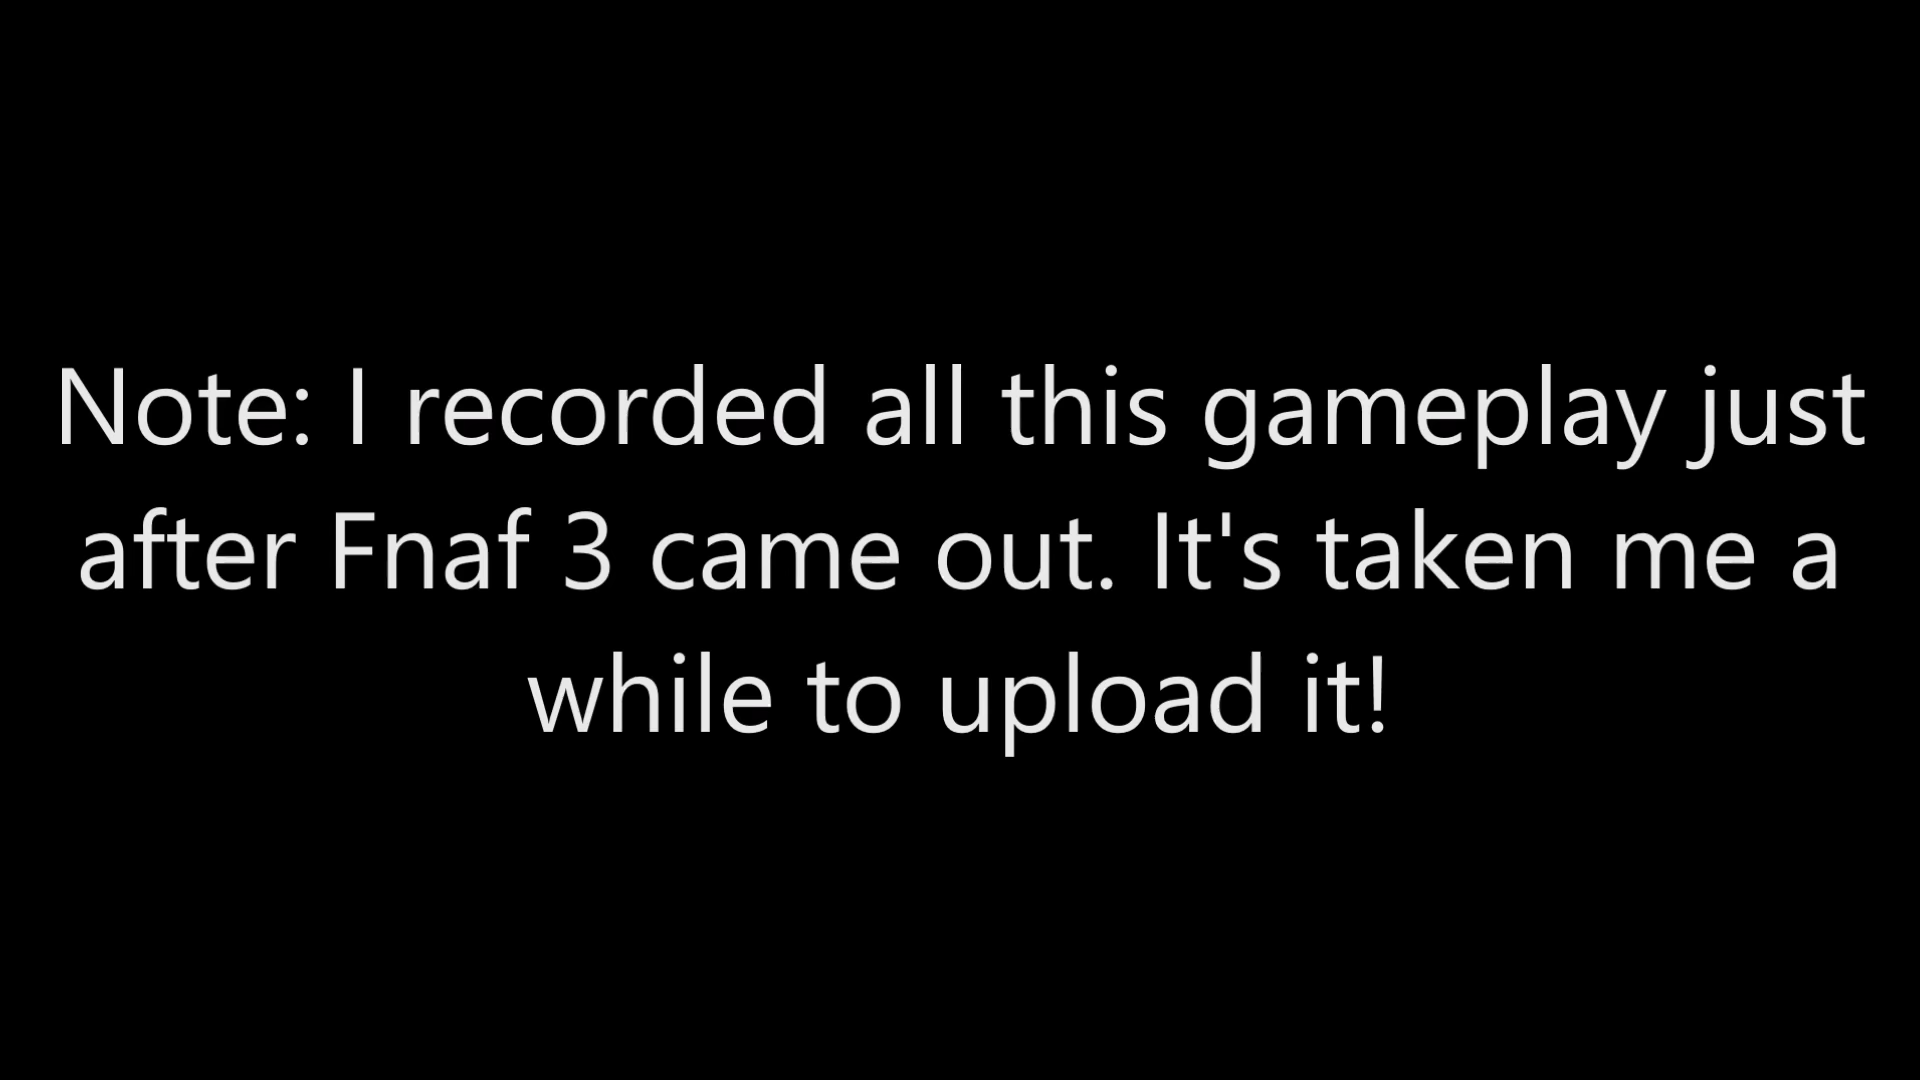 Note: I recorded all this gameplay just
after Fnaf 3 came out. It's taken me a
while to upload it!